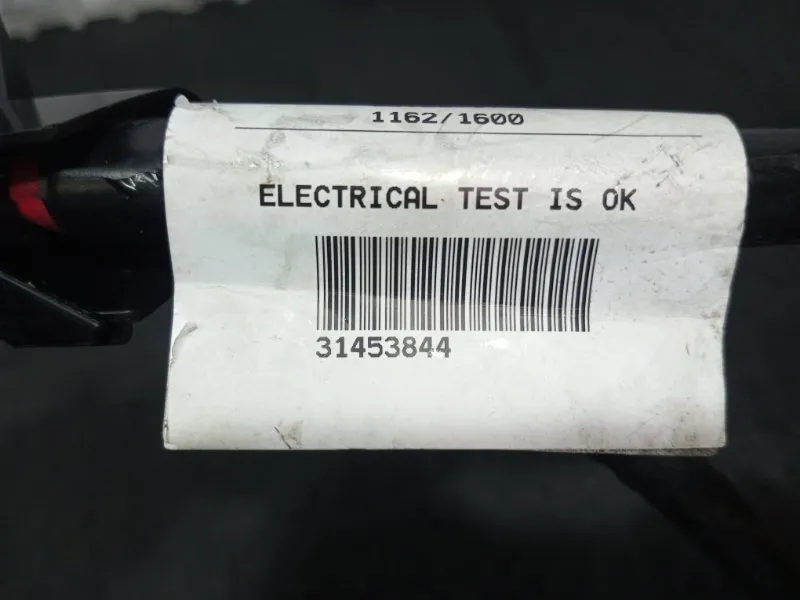 1162/1600
ELECTRICAL TEST IS OK
31453844